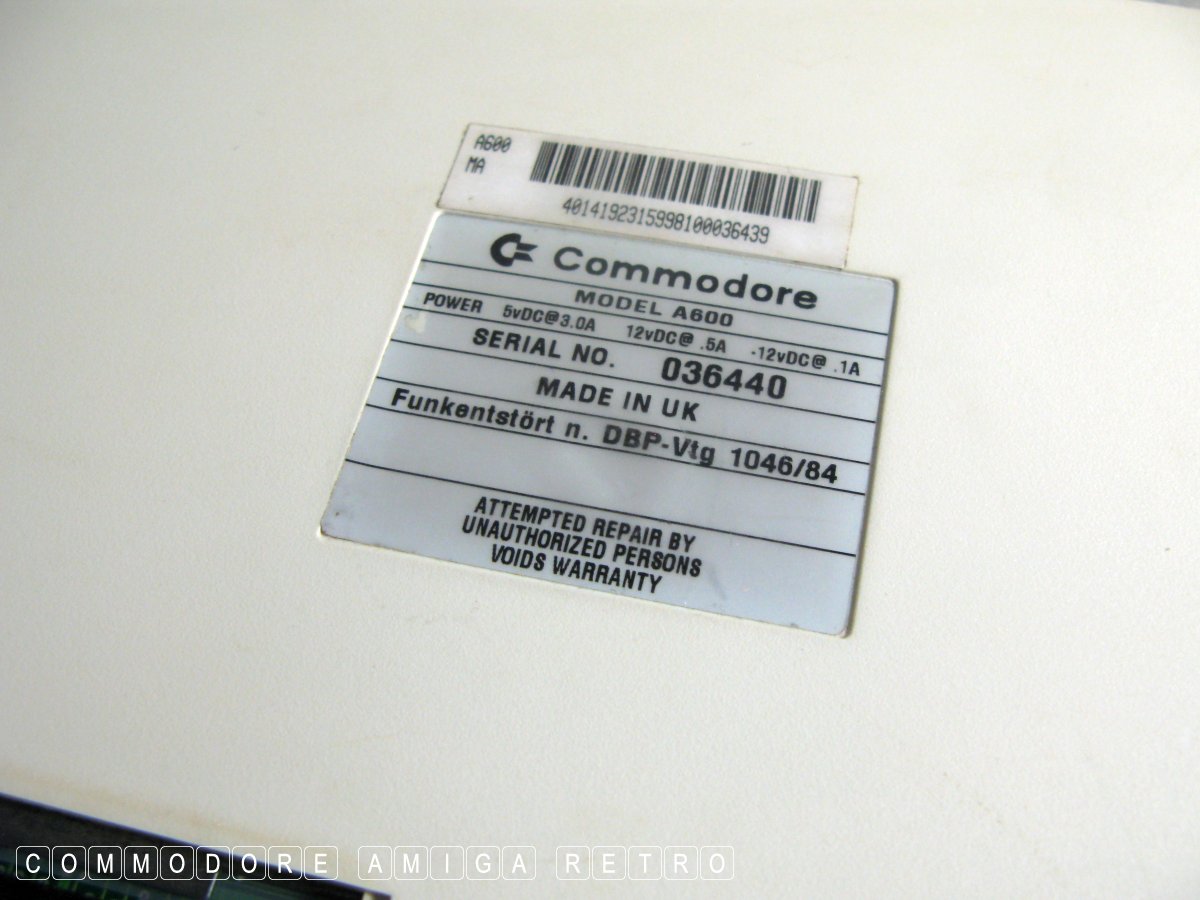 A600
MA
4014192315998100036439
Commodore
MODEL A600
POWER 5vDC@3.0A 12vDC@ .5A -12vDC@ .1A
SERIAL NO. 036440
MADE IN UK
Funkentstört n. DBP-Vtg 1046/84
ATTEMPTED REPAIR BY
UNAUTHORIZED PERSONS
VOIDS WARRANTY
COMMODORE AMIGA RETRO